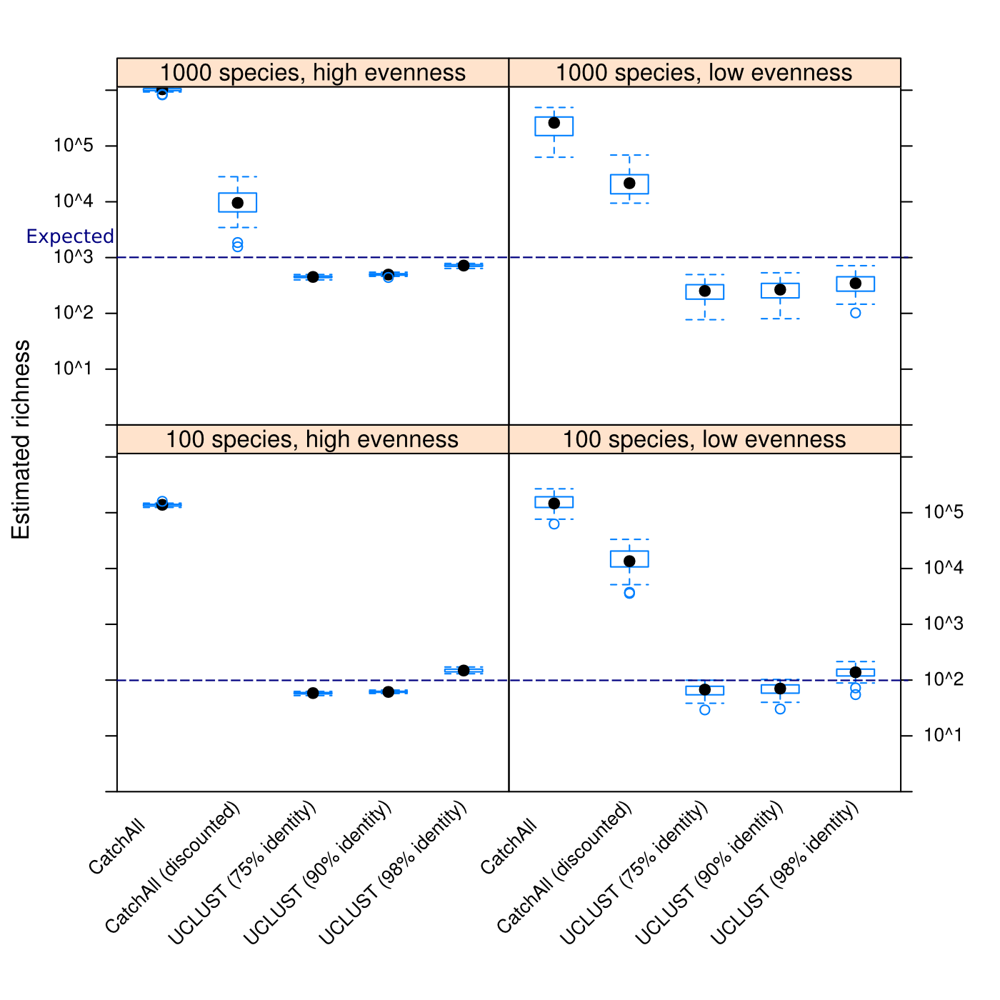 1000 species, high evenness
1000 species, low evenness
10^5
10^4
Expected
10^3
10^2
10^1
Estimated richness
100 species, high evenness
100 species, low evenness
10^5
10^4
10^3
10^2
10^1
CatchAll
CatchAll (discounted)
UCLUST (75% identity)
UCLUST (90% identity)
UCLUST (98% identity)
CatchAll
CatchAll (discounted)
UCLUST (75% identity)
UCLUST (90% identity)
UCLUST (98% identity)